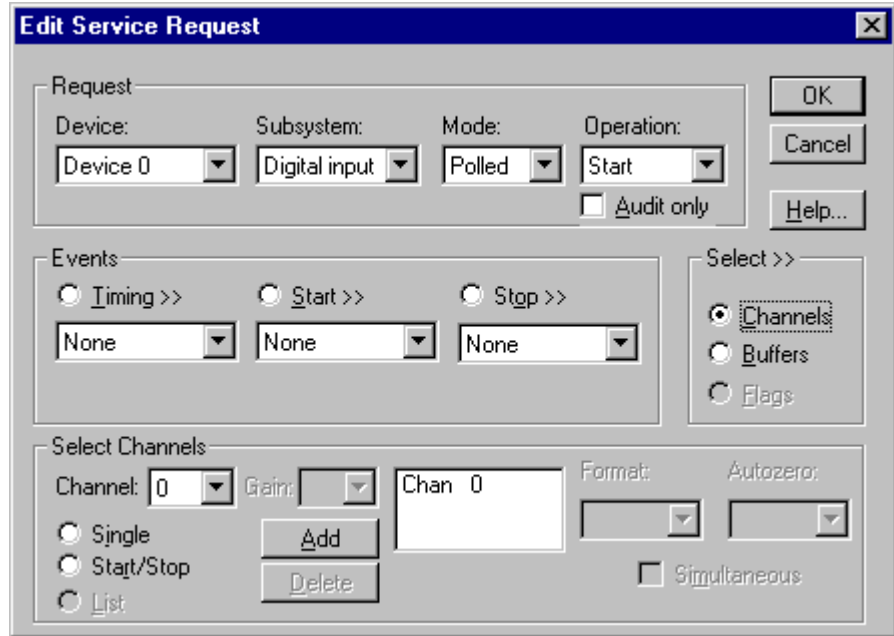 Edit Service Request
Request
OK
Device: Subsystem: Mode: Operation:
Device 0 Digital input Polled Start
Cancel
Audit only
Help...
Events
Select >>
Timing >> Start >> Stop >>
None None None
Channels
Buffers
Flags
Select Channels
Channel: 0 Gain: Chan 0 Format: Autozero:
Single
Add
Start/Stop
Delete
Simultaneous
List